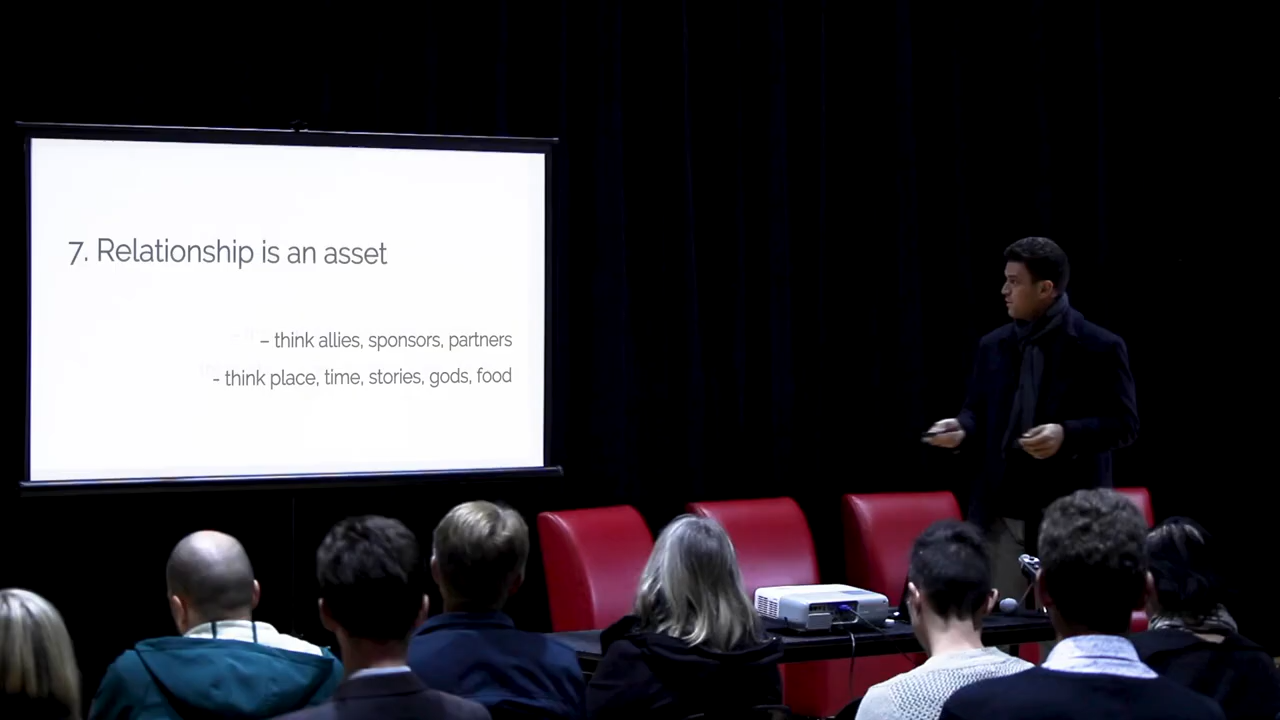 7. Relationship is an asset
– think allies, sponsors, partners
- think place, time, stories, gods, food